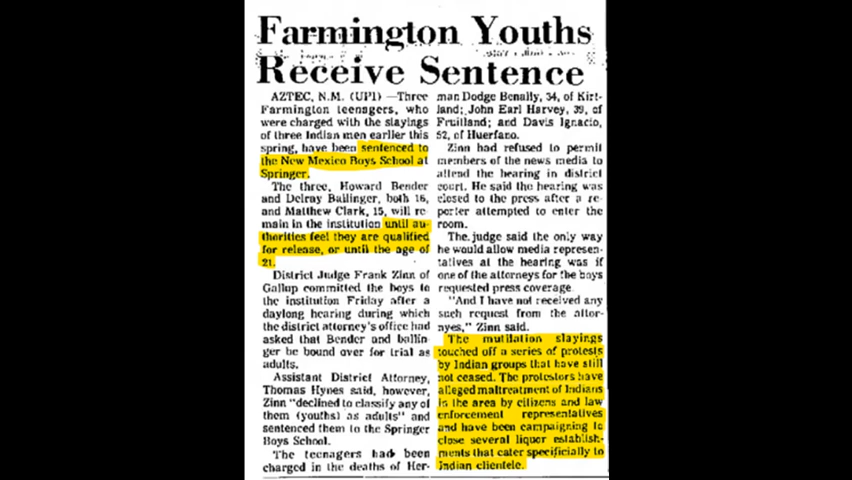 Farmington Youths
Receive Sentence
AZTEC, N.M. (UPI) —Three
Farmington teenagers, who
were charged with the slayings
of three Indian men earlier this
spring, have been sentenced to
the New Mexico Boys School at
Springer.
The three, Howard Bender
and Delray Ballinger, both 16,
and Matthew Clark, 15, will re-
main in the institution until au-
thorities feel they are qualified
for release, or until the age of
21.
District Judge Frank Zinn of
Gallup committed the boys to
the institution Friday after a
daylong hearing during which
the district attorney's office had
asked that Bender and ballin-
ger be bound over for trial as
adults.
Assistant District Attorney,
Thomas Hynes said, however,
Zinn "declined to classify any of
them (youths) as adults" and
sentenced them to the Springer
Boys School.
The teenagers had been
charged in the deaths of Her-
man Dodge Benally, 34, of Kirt-
land; John Earl Harvey, 39, of
Fruitland; and Davis Ignacio,
52, of Huerfano.
Zinn had refused to permit
members of the news media to
attend the hearing in district
court. He said the hearing was
closed to the press after a re-
porter attempted to enter the
room.
The judge said the only way
he would allow media represen-
tatives at the hearing was if
one of the attorneys for the boys
requested press coverage.
"And I have not received any
such request from the attor-
nyes," Zinn said.
The mutilation slayings
touched off a series of protests
by Indian groups that have still
not ceased. The protestors have
alleged maltreatment of Indians
in the area by citizens and law
enforcement representatives
and have been campaigning to
close several liquor establish-
ments that cater specificially to
Indian clientele.